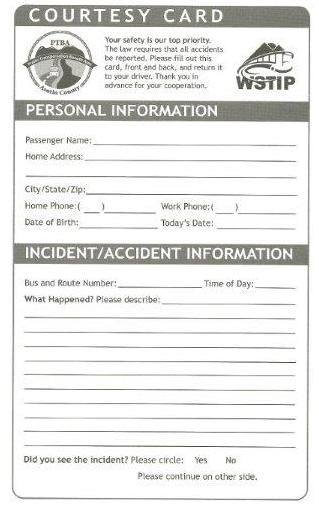 COURTESY CARD
PTBA
Asotin County
Your safety is our top priority.
The law requires that all accidents
be reported. Please fill out this
card, front and back, and return it
to your driver. Thank you in
advance for your cooperation.
WSTIP
PERSONAL INFORMATION
Passenger Name:
Home Address:
City/State/Zip:
Home Phone:( ) Work Phone:( )
Date of Birth: Today's Date:
INCIDENT/ACCIDENT INFORMATION
Bus and Route Number: Time of Day:
What Happened? Please describe:
Did you see the incident? Please circle: Yes No
Please continue on other side.